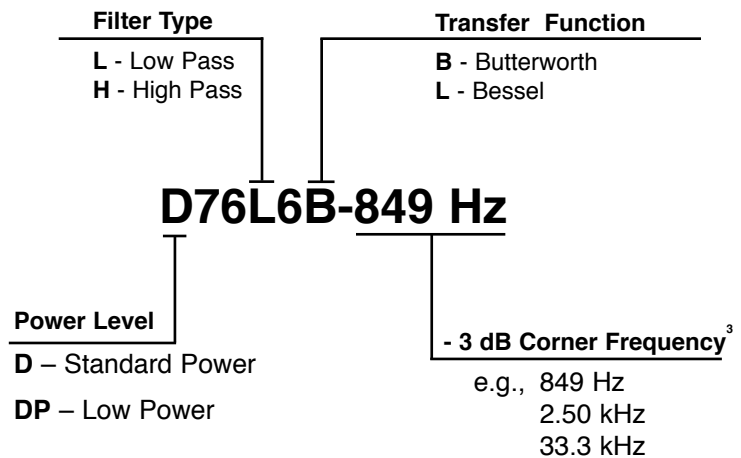 Filter Type
L - Low Pass
H - High Pass
Transfer Function
B - Butterworth
L - Bessel
D76L6B-849 Hz
Power Level
D – Standard Power
DP – Low Power
- 3 dB Corner Frequency³
e.g., 849 Hz
2.50 kHz
33.3 kHz